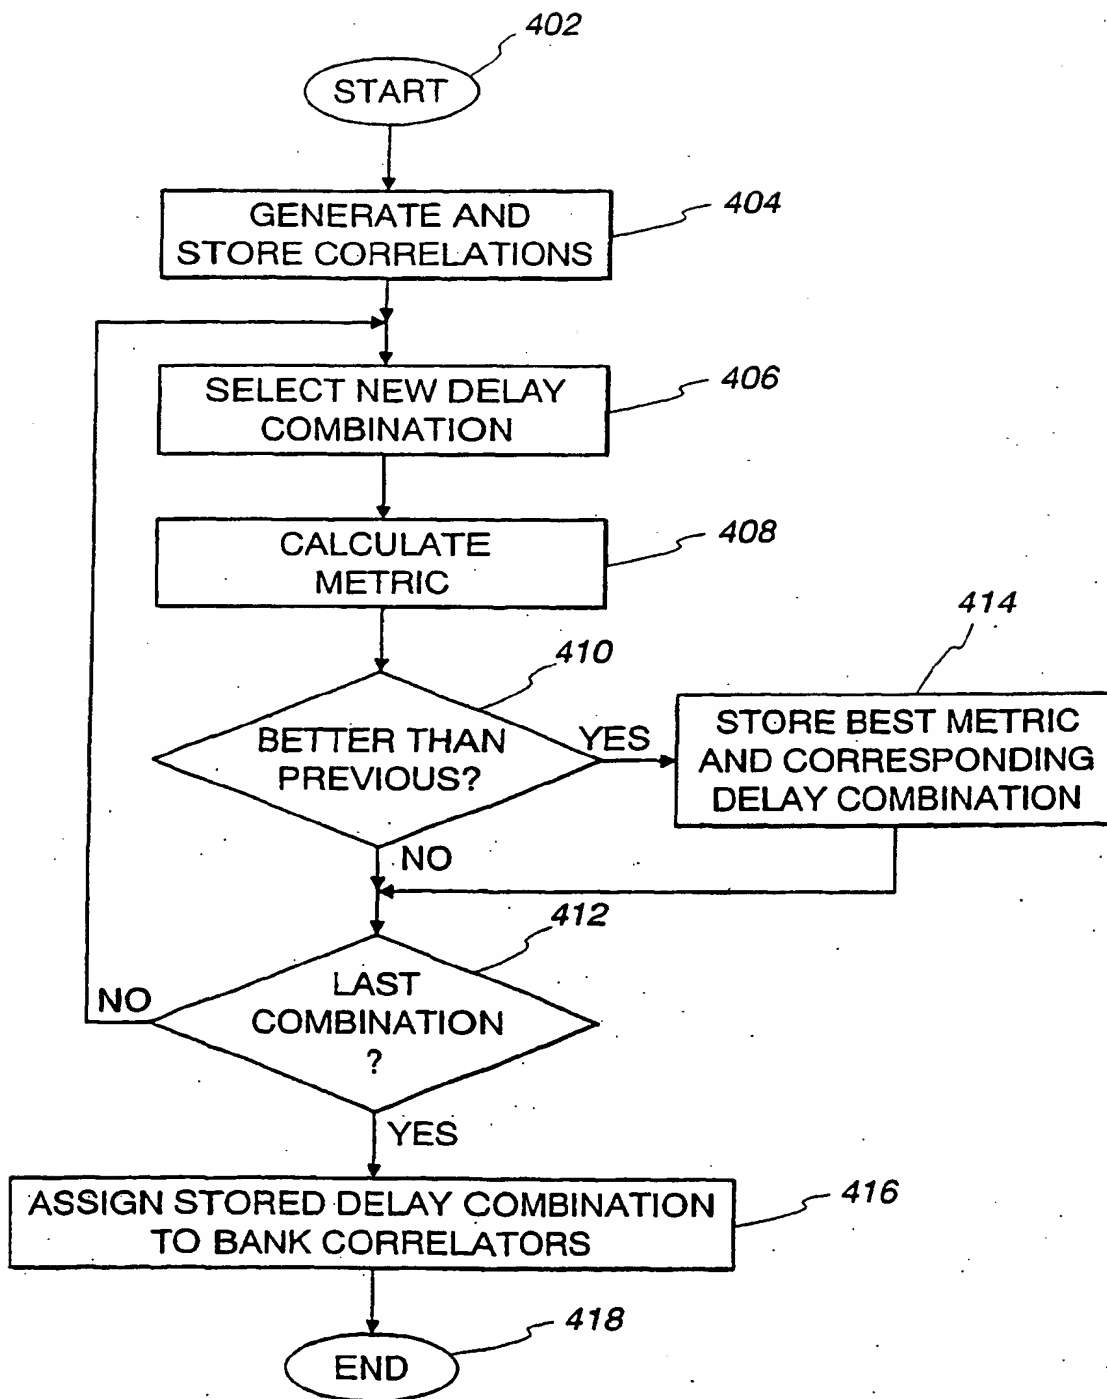 402
START
GENERATE AND
STORE CORRELATIONS
404
SELECT NEW DELAY
COMBINATION
406
CALCULATE
METRIC
408
410
BETTER THAN
PREVIOUS?
YES
414
STORE BEST METRIC
AND CORRESPONDING
DELAY COMBINATION
NO
412
LAST
COMBINATION
?
NO
YES
ASSIGN STORED DELAY COMBINATION
TO BANK CORRELATORS
416
END
418